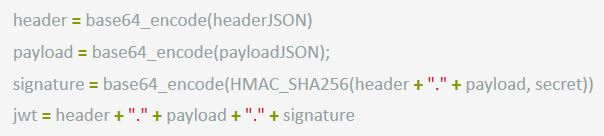 header = base64_encode(headerJSON)
payload = base64_encode(payloadJSON);
signature = base64_encode(HMAC_SHA256(header + "." + payload, secret))
jwt = header + "." + payload + "." + signature